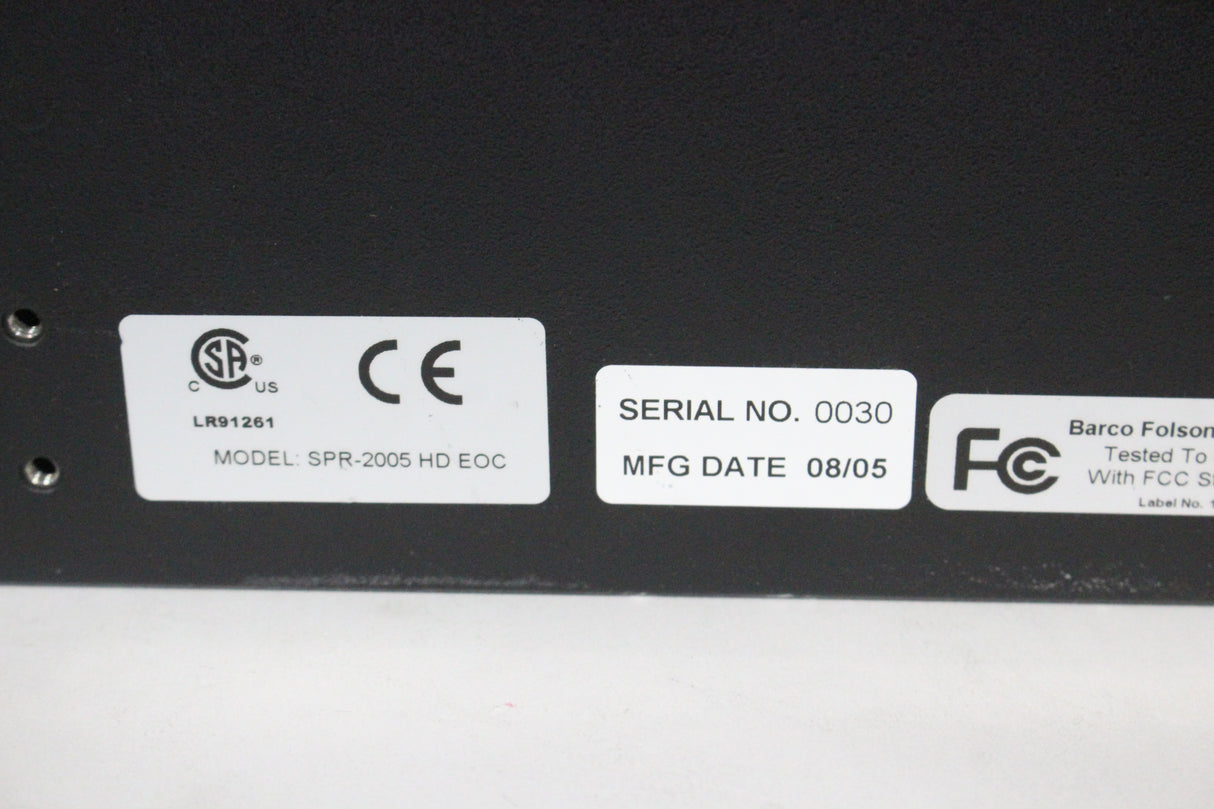 CSA®
C US
CE
LR91261
MODEL: SPR-2005 HD EOC
SERIAL NO. 0030
MFG DATE 08/05
FC
Barco Folsom
Tested To
With FCC
Label No.